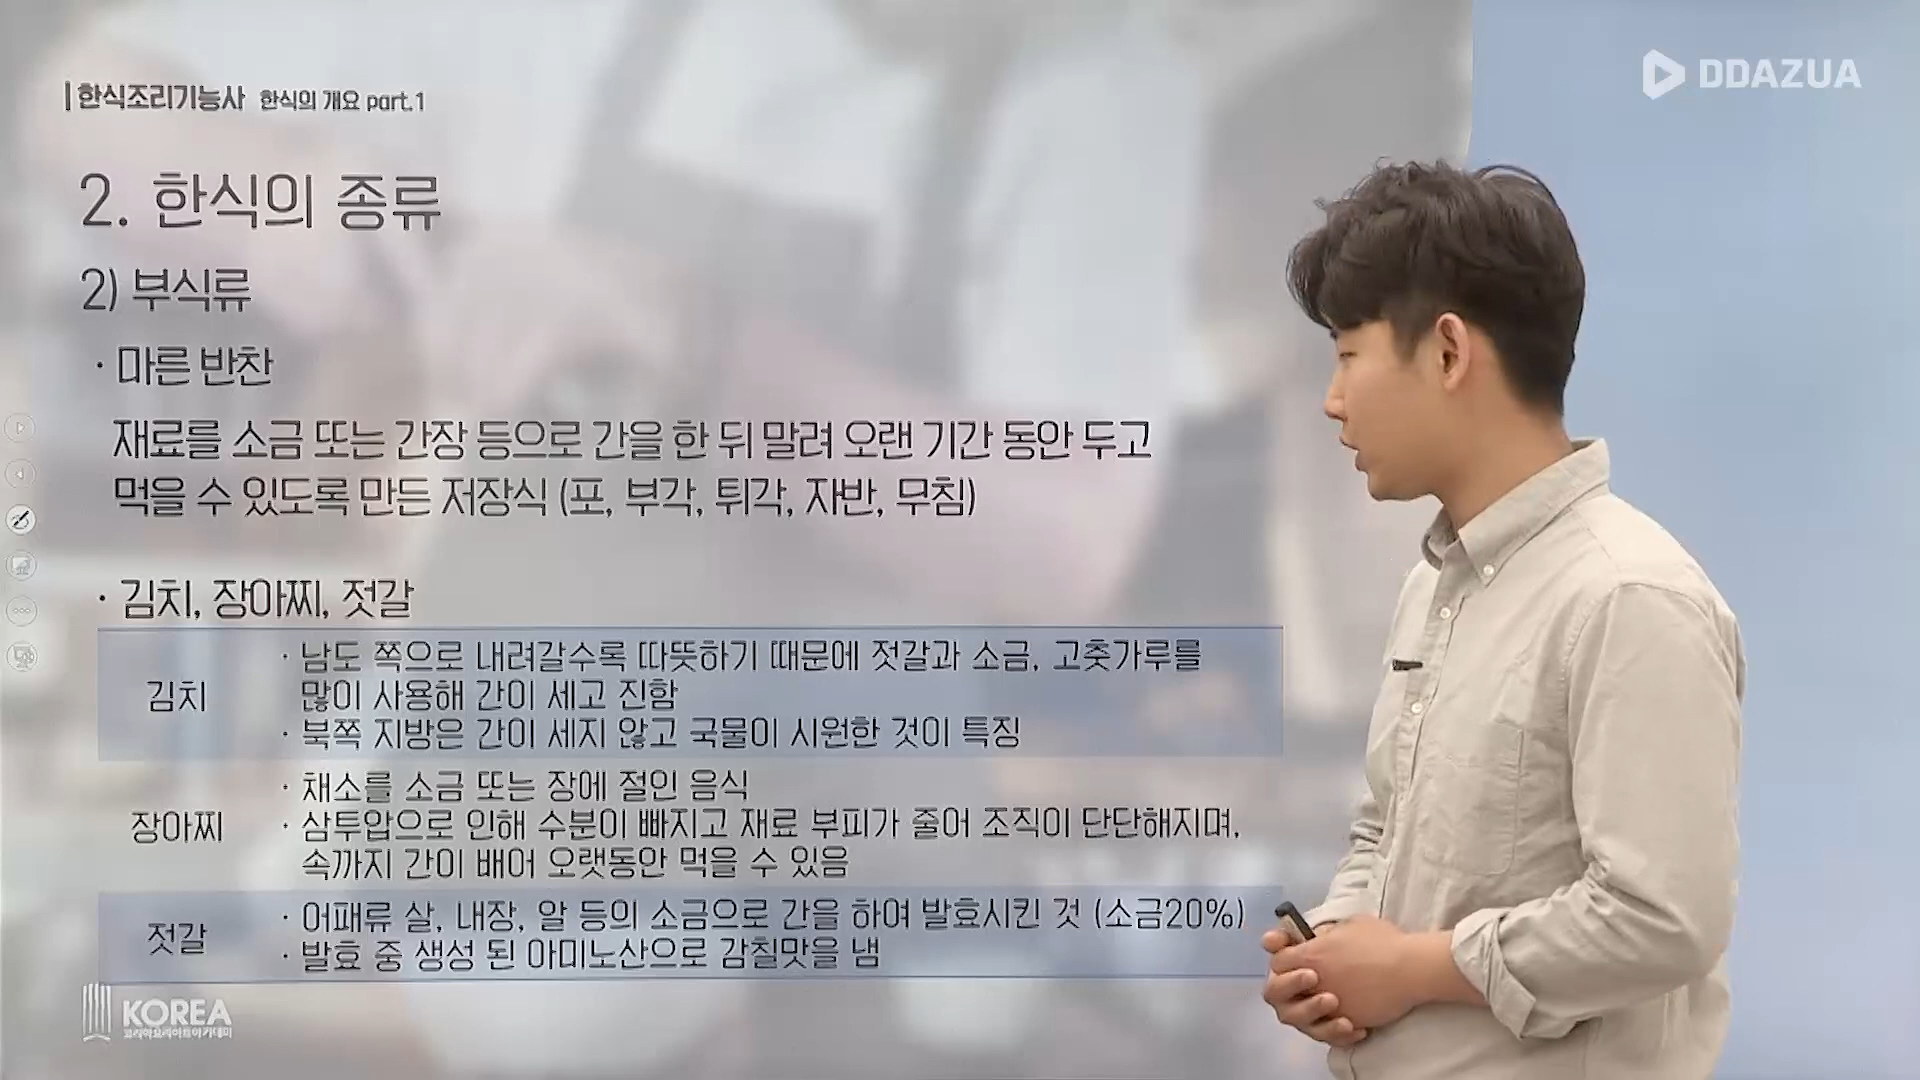 한식조리기능사 한식의 개요 part.1
DDAZUA
2. 한식의 종류
2) 부식류
· 마른 반찬
재료를 소금 또는 간장 등으로 간을 한 뒤 말려 오랜 기간 동안 두고
먹을 수 있도록 만든 저장식 (포, 부각, 튀각, 자반, 무침)
· 김치, 장아찌, 젓갈
김치
· 남도 쪽으로 내려갈수록 따뜻하기 때문에 젓갈과 소금, 고춧가루를
많이 사용해 간이 세고 진함
· 북쪽 지방은 간이 세지 않고 국물이 시원한 것이 특징
장아찌
· 채소를 소금 또는 장에 절인 음식
· 삼투압으로 인해 수분이 빠지고 재료 부피가 줄어 조직이 단단해지며,
속까지 간이 배어 오랫동안 먹을 수 있음
젓갈
· 어패류 살, 내장, 알 등의 소금으로 간을 하여 발효시킨 것 (소금20%)
· 발효 중 생성 된 아미노산으로 감칠맛을 냄
KOREA
코리아요리아트아카데미